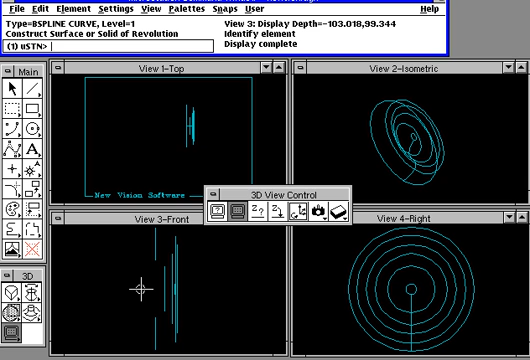 File Edit Element Settings View Palettes Snaps User Help
Type=BSPLINE CURVE, Level=1 View 3: Display Depth=-103.018,99.344
Construct Surface or Solid of Revolution Identify element
(1) uSTN> Display complete
Main View 1-Top View 2-Isometric
New Vision Software
3D View Control
View 3-Front View 4-Right
3D